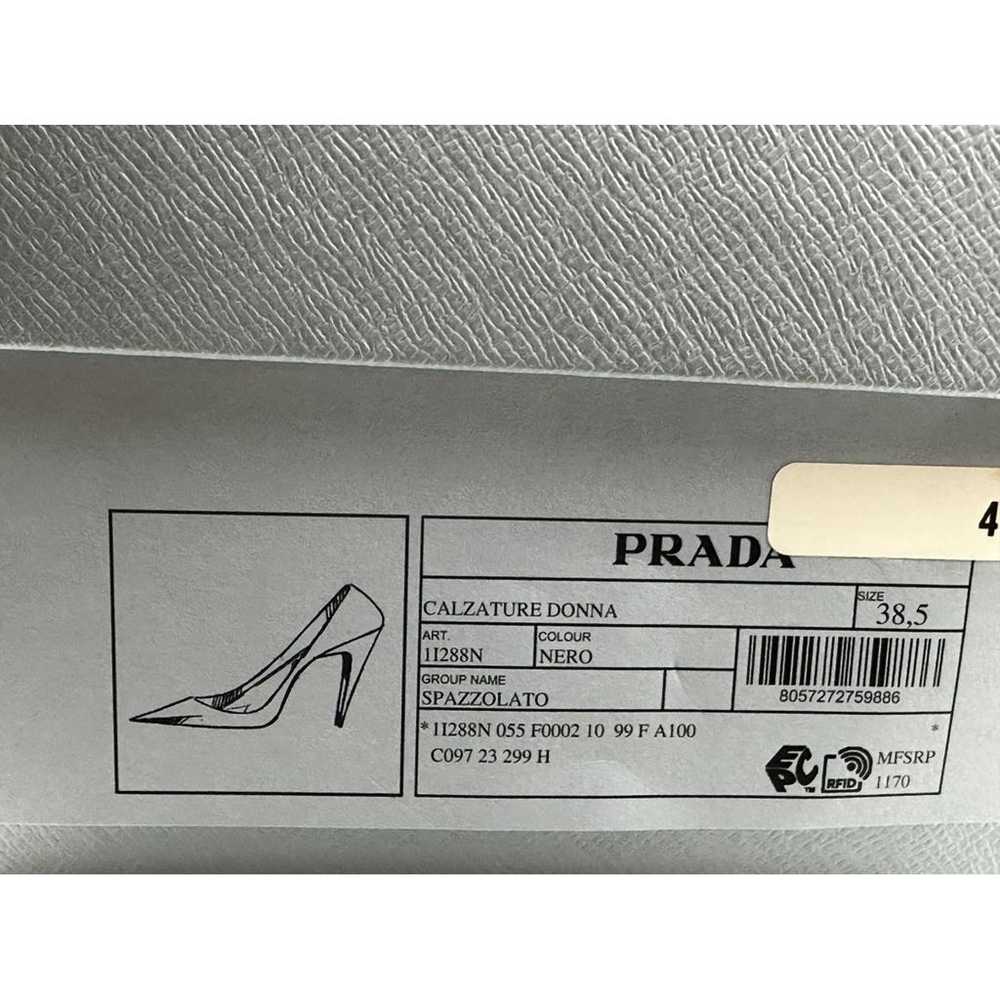 4
PRADA
CALZATURE DONNA
SIZE
38,5
ART.
1I288N
COLOUR
NERO
GROUP NAME
SPAZZOLATO
8057272759886
*1I288N 055 F0002 10 99 F A100 *
C097 23 299 H
EPC TM
RFID
MFSRP
1170